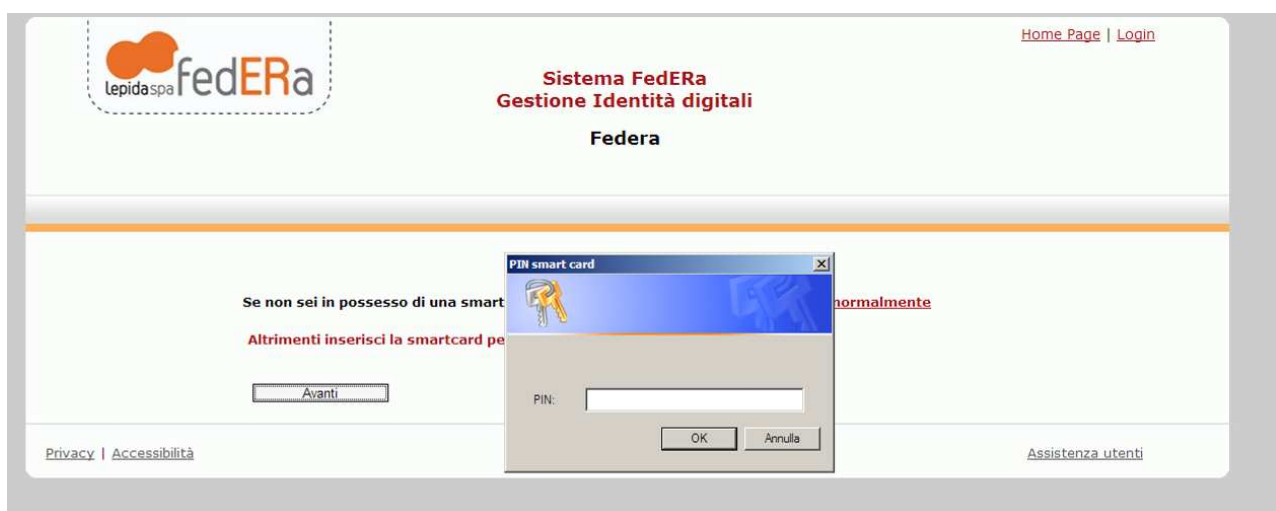 Home Page | Login
lepidaspa fedERa
Sistema FedERa
Gestione Identità digitali
Federa
PIN smart card
Se non sei in possesso di una smart
normalmente
Altrimenti inserisci la smartcard pe
Avanti
PIN:
OK Annulla
Privacy | Accessibilità
Assistenza utenti